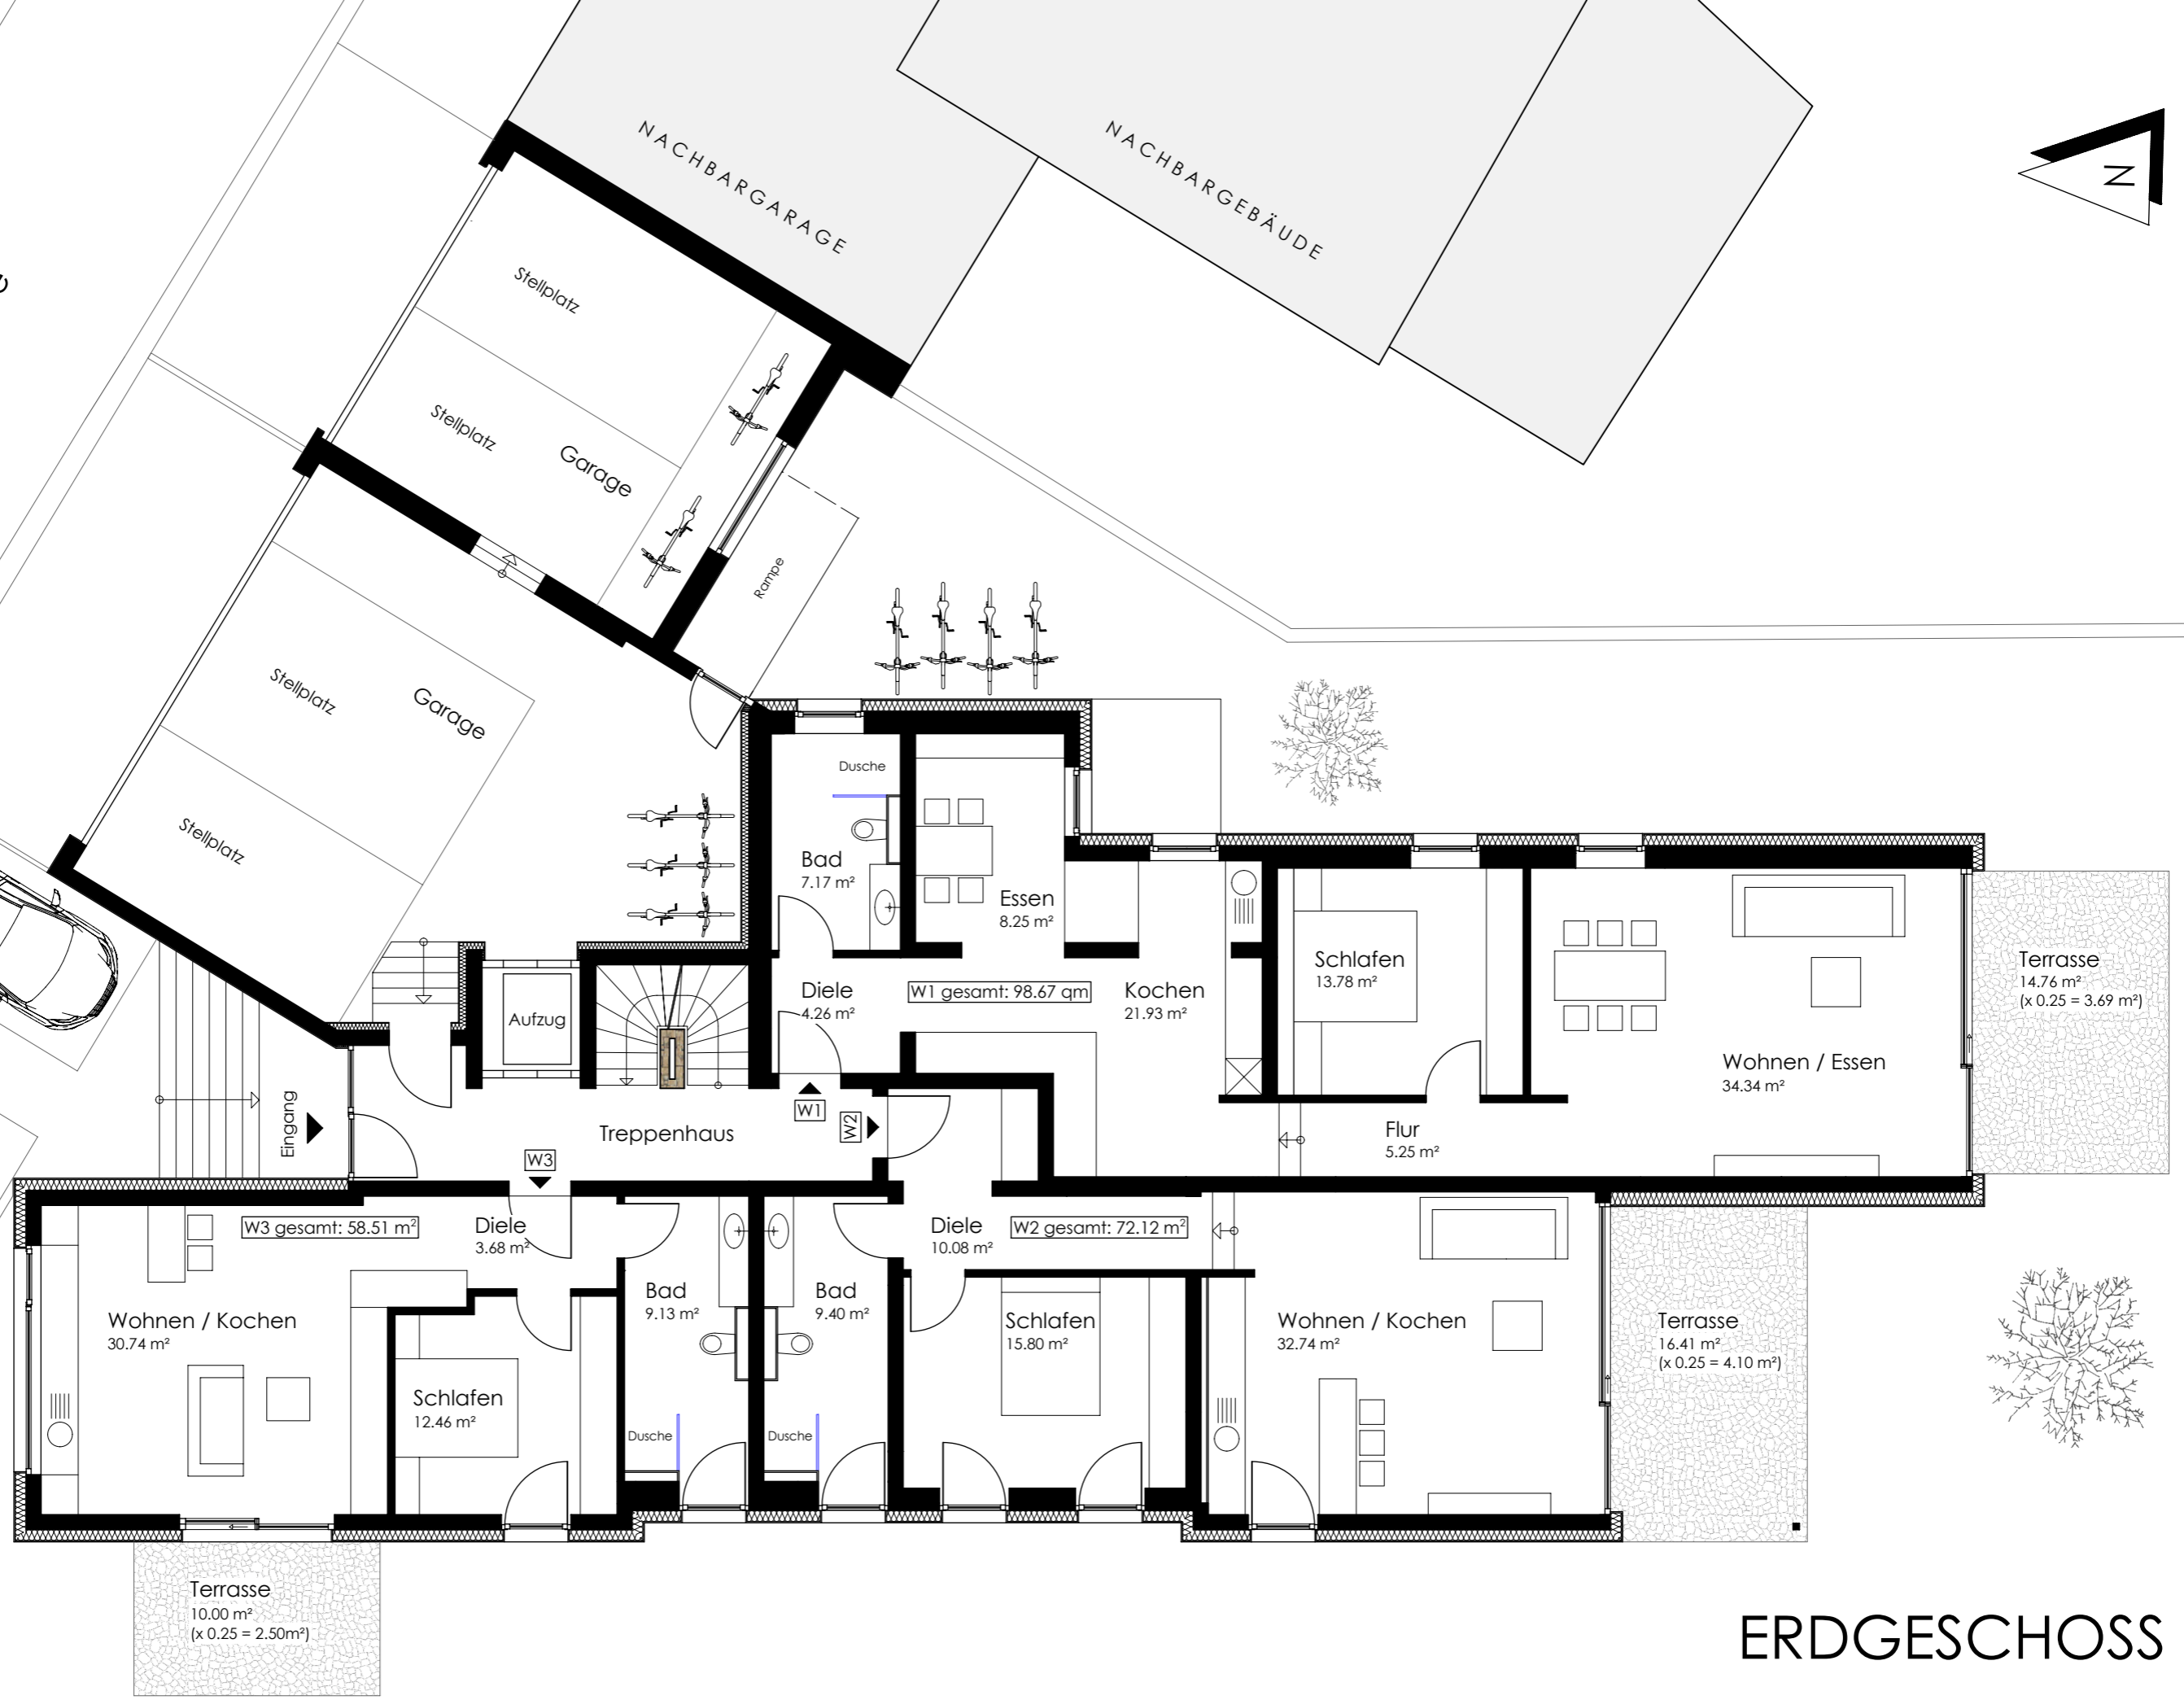 NACHBARGARAGE
NACHBARGEBÄUDE
N
Stellplatz
Stellplatz
Garage
Rampe
Stellplatz
Garage
Stellplatz
Dusche
Bad
7.17 m²
Essen
8.25 m²
Diele
4.26 m²
W1 gesamt: 98.67 qm
Kochen
21.93 m²
Schlafen
13.78 m²
Wohnen / Essen
34.34 m²
Terrasse
14.76 m²
(x 0.25 = 3.69 m²)
Aufzug
Eingang
Treppenhaus
W1
W2
W3
Flur
5.25 m²
W3 gesamt: 58.51 m²
Diele
3.68 m²
Diele
10.08 m²
W2 gesamt: 72.12 m²
Wohnen / Kochen
30.74 m²
Bad
9.13 m²
Bad
9.40 m²
Schlafen
15.80 m²
Wohnen / Kochen
32.74 m²
Terrasse
16.41 m²
(x 0.25 = 4.10 m²)
Schlafen
12.46 m²
Dusche
Dusche
Terrasse
10.00 m²
(x 0.25 = 2.50m²)
ERDGESCHOSS